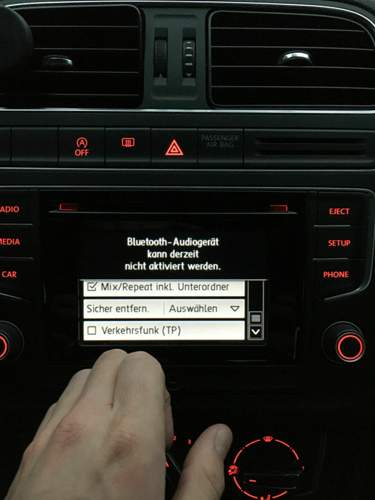 OFF
PASSENGER
AIR BAG
RADIO
EJECT
MEDIA
SETUP
CAR
PHONE
Bluetooth-Audiogerät
kann derzeit
nicht aktiviert werden.
Mix/Repeat inkl. Unterordner
Sicher entfern. Auswählen
Verkehrsfunk (TP)